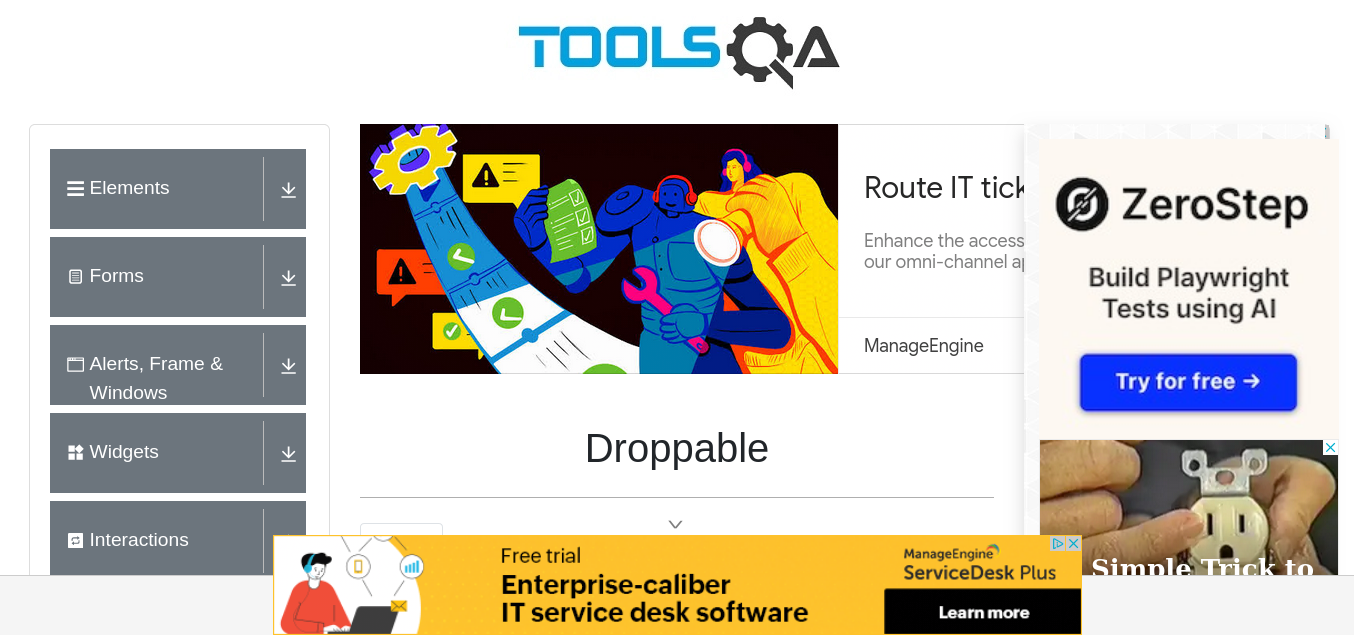 TOOLSQA
Elements
Forms
Alerts, Frame &
Windows
Widgets
Interactions
Route IT tick
Enhance the access
our omni-channel a
ManageEngine
ZeroStep
Build Playwright
Tests using AI
Try for free →
Simple Trick to
Droppable
Free trial
Enterprise-caliber
IT service desk software
ManageEngine
ServiceDesk Plus
Learn more